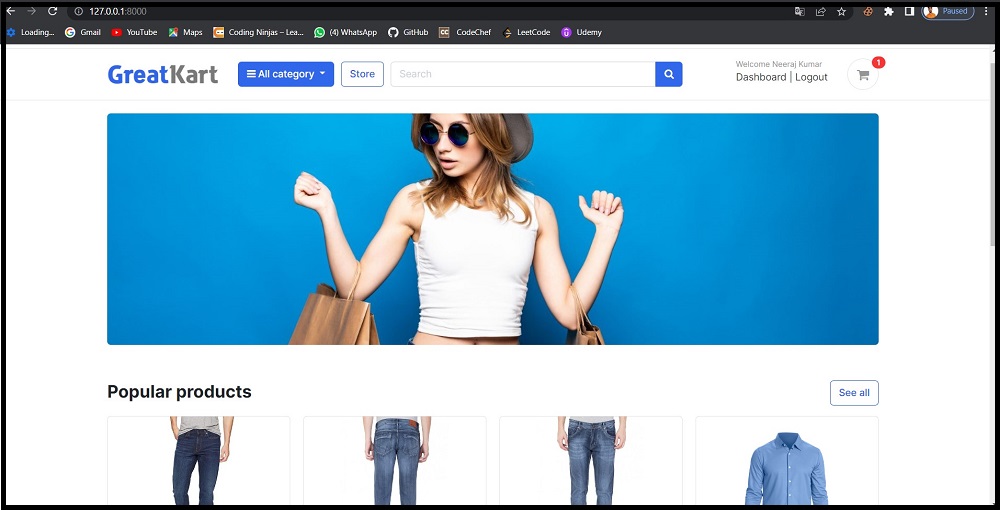 127.0.0.1:8000
Paused
Loading...
Gmail
YouTube
Maps
Coding Ninjas – Lea...
(4) WhatsApp
GitHub
CodeChef
LeetCode
Udemy
GreatKart
All category
Store
Search
Welcome Neeraj Kumar
Dashboard | Logout
1
Popular products
See all